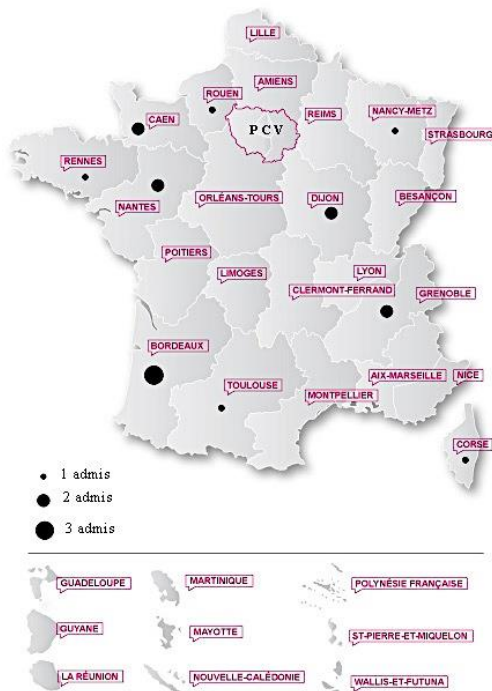 LILLE
AMIENS
ROUEN
CAEN
P C V
REIMS
NANCY-METZ
STRASBOURG
RENNES
NANTES
ORLÉANS-TOURS
DIJON
BESANÇON
POITIERS
LIMOGES
LYON
CLERMONT-FERRAND
GRENOBLE
BORDEAUX
TOULOUSE
MONTPELLIER
AIX-MARSEILLE
NICE
CORSE
1 admis
2 admis
3 admis
GUADELOUPE
MARTINIQUE
POLYNÉSIE FRANÇAISE
GUYANE
MAYOTTE
ST-PIERRE-ET-MIQUELON
LA RÉUNION
NOUVELLE-CALÉDONIE
WALLIS-ET-FUTUNA